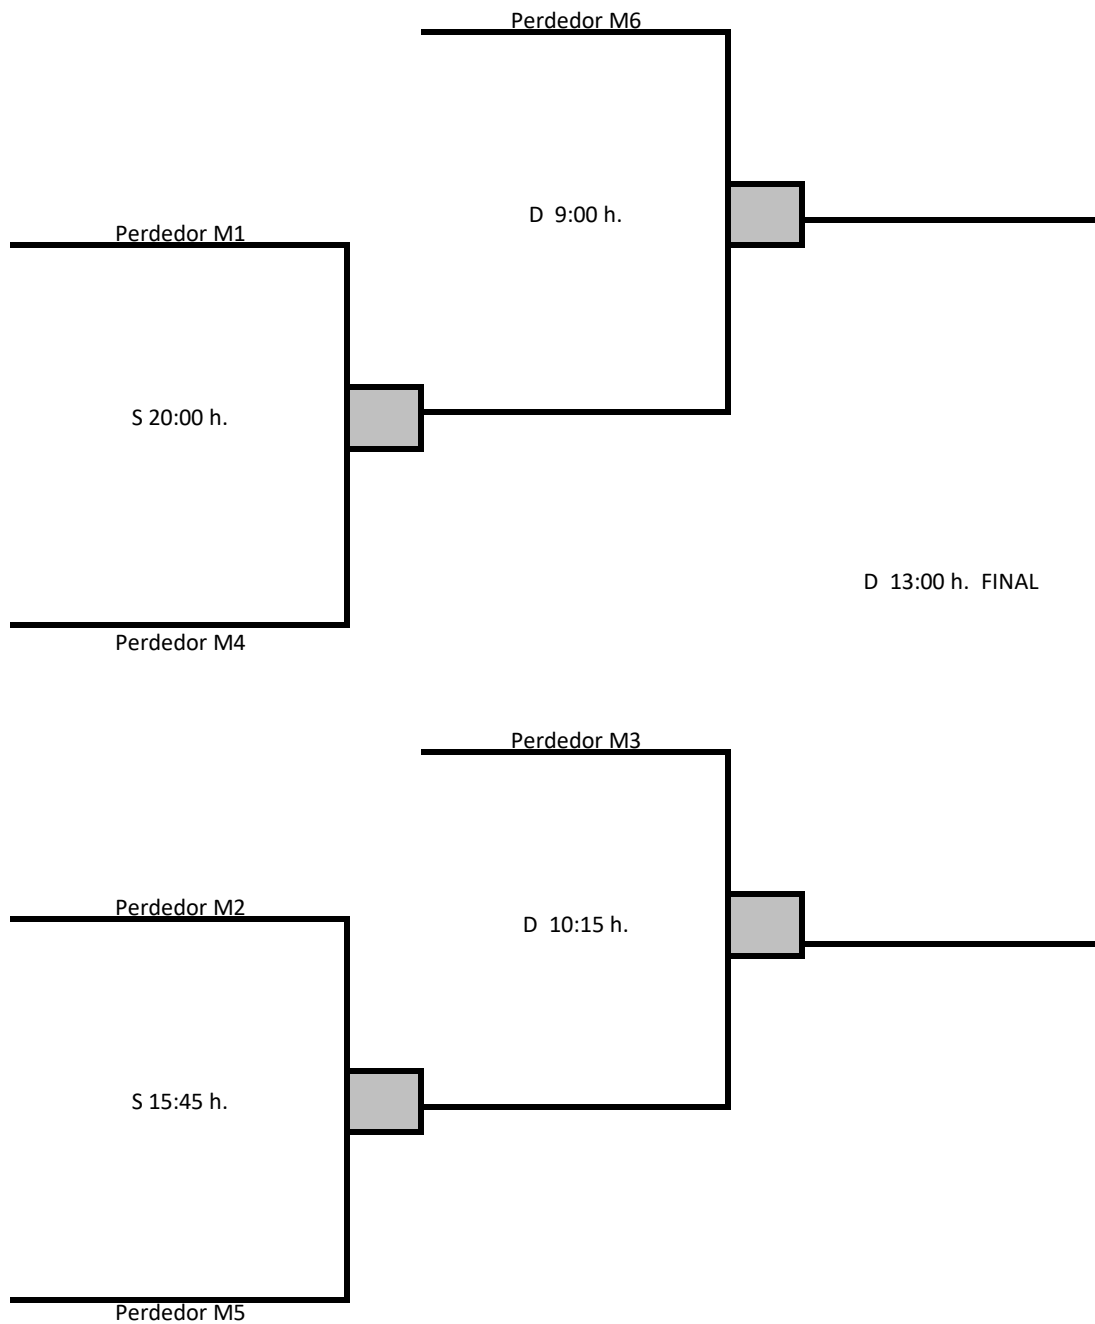 Perdedor M6
D  9:00 h.
Perdedor M1
S 20:00 h.
D  13:00 h.  FINAL
Perdedor M4
Perdedor M3
Perdedor M2
D  10:15 h.
S 15:45 h.
Perdedor M5